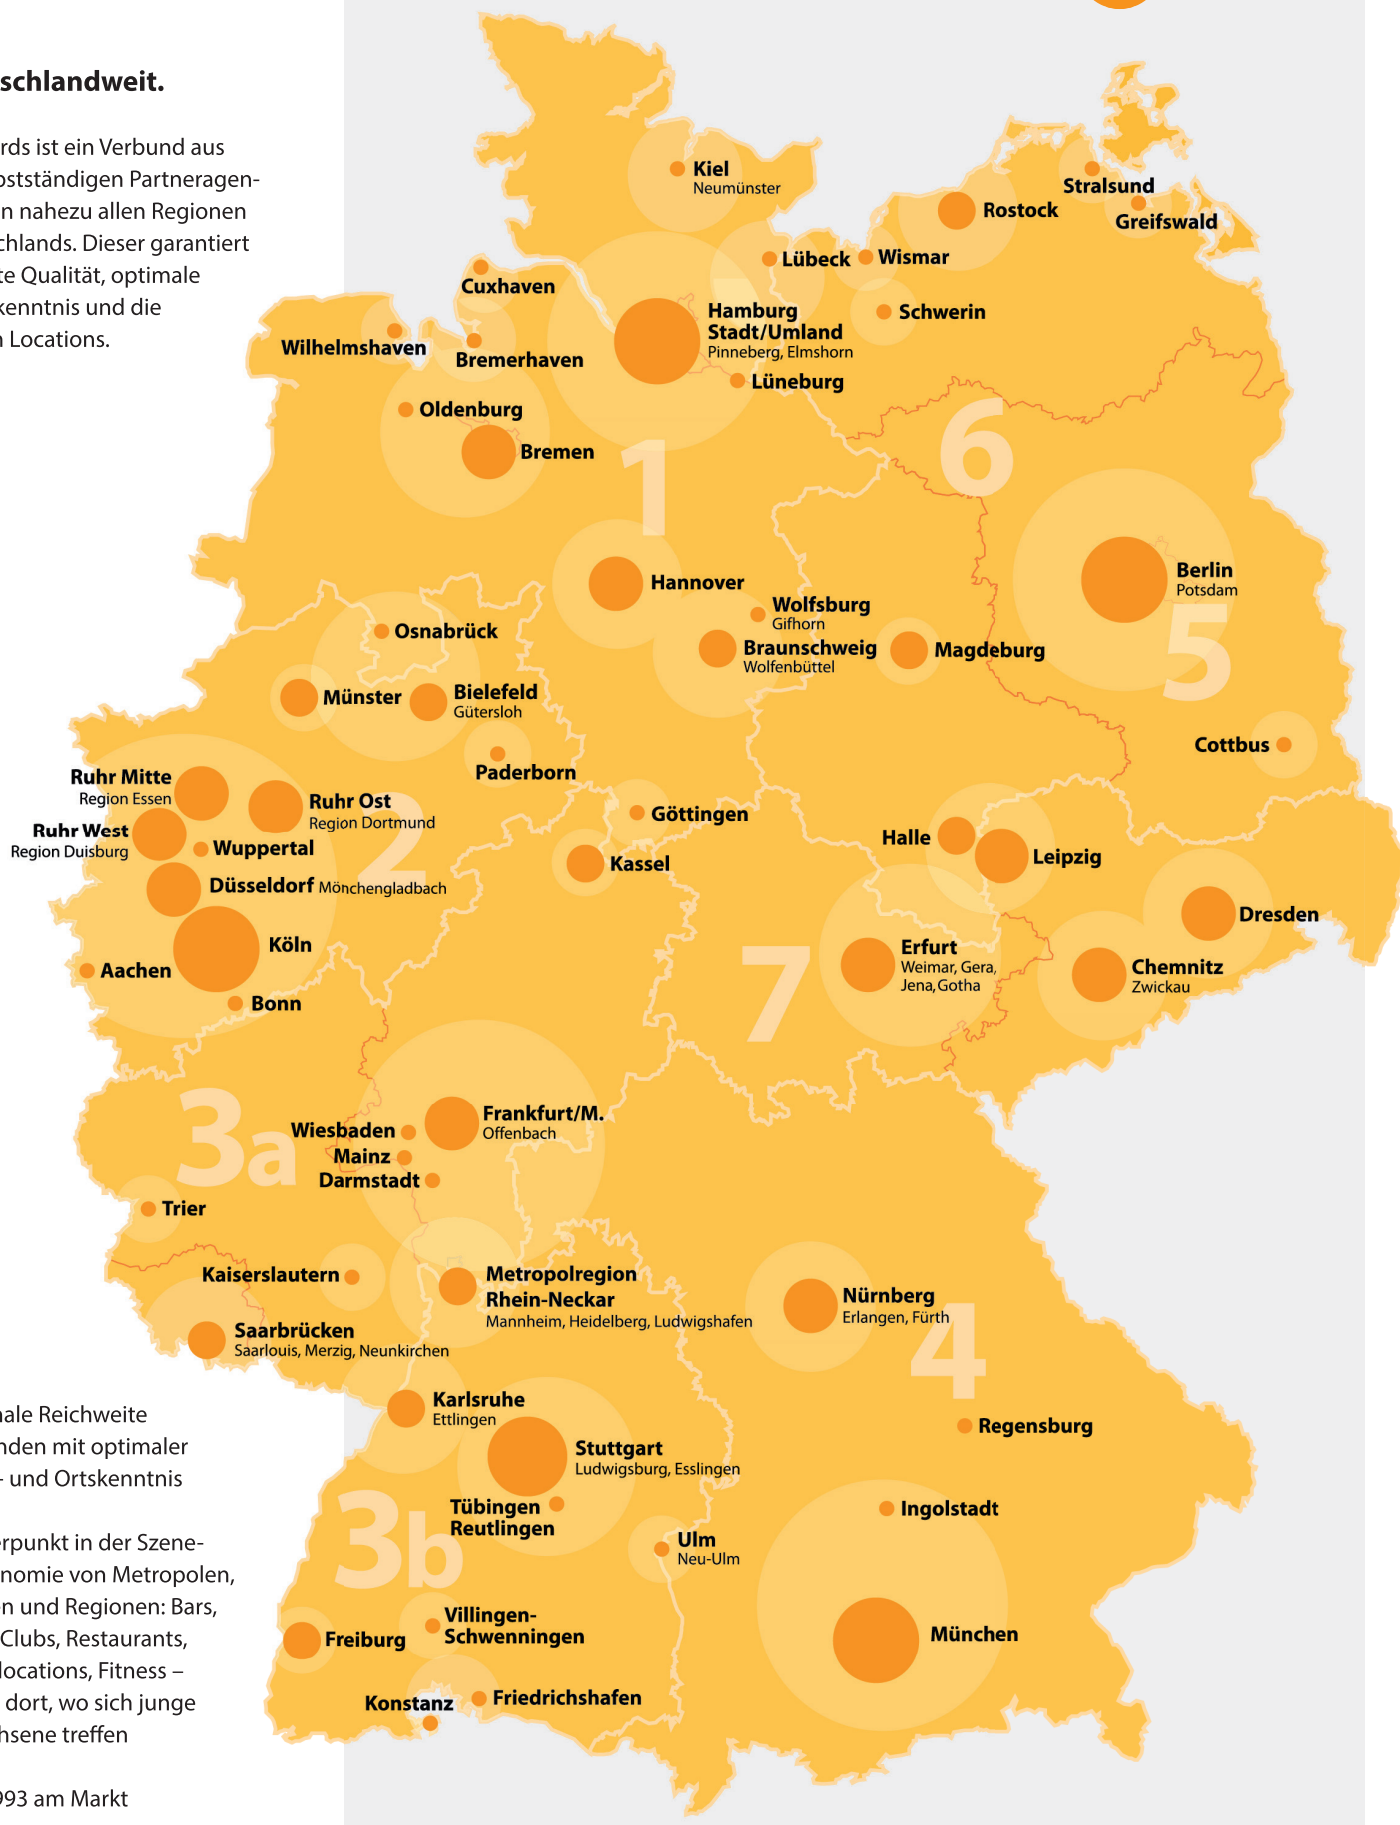 schlandweit.
rds ist ein Verbund aus
bstständigen Partneragen-
n nahezu allen Regionen
chlands. Dieser garantiert
te Qualität, optimale
kenntnis und die
n Locations.
Kiel
Neumünster
Stralsund
Rostock
Greifswald
Lübeck
Wismar
Cuxhaven
Hamburg
Stadt/Umland
Pinneberg, Elmshorn
Schwerin
Wilhelmshaven
Bremerhaven
Lüneburg
Oldenburg
Bremen
6
1
Hannover
Berlin
Potsdam
Wolfsburg
Gifhorn
5
Osnabrück
Braunschweig
Wolfenbüttel
Magdeburg
Münster
Bielefeld
Gütersloh
Cottbus
Paderborn
Ruhr Mitte
Region Essen
Ruhr Ost
Region Dortmund
Göttingen
Ruhr West
Region Duisburg
Wuppertal
2
Halle
Leipzig
Kassel
Düsseldorf Mönchengladbach
Dresden
Köln
Erfurt
Weimar, Gera,
Jena, Gotha
Aachen
7
Chemnitz
Zwickau
Bonn
Frankfurt/M.
Offenbach
3a
Wiesbaden
Mainz
Darmstadt
Trier
Kaiserslautern
Metropolregion
Rhein-Neckar
Mannheim, Heidelberg, Ludwigshafen
Nürnberg
Erlangen, Fürth
Saarbrücken
Saarlouis, Merzig, Neunkirchen
4
Karlsruhe
Ettlingen
Regensburg
Stuttgart
Ludwigsburg, Esslingen
Tübingen
Reutlingen
Ingolstadt
3b
Ulm
Neu-Ulm
Villingen-
Schwenningen
Freiburg
München
Konstanz
Friedrichshafen
nale Reichweite
nden mit optimaler
- und Ortskenntnis
erpunkt in der Szene-
nomie von Metropolen,
en und Regionen: Bars,
Clubs, Restaurants,
locations, Fitness –
dort, wo sich junge
hsene treffen
993 am Markt